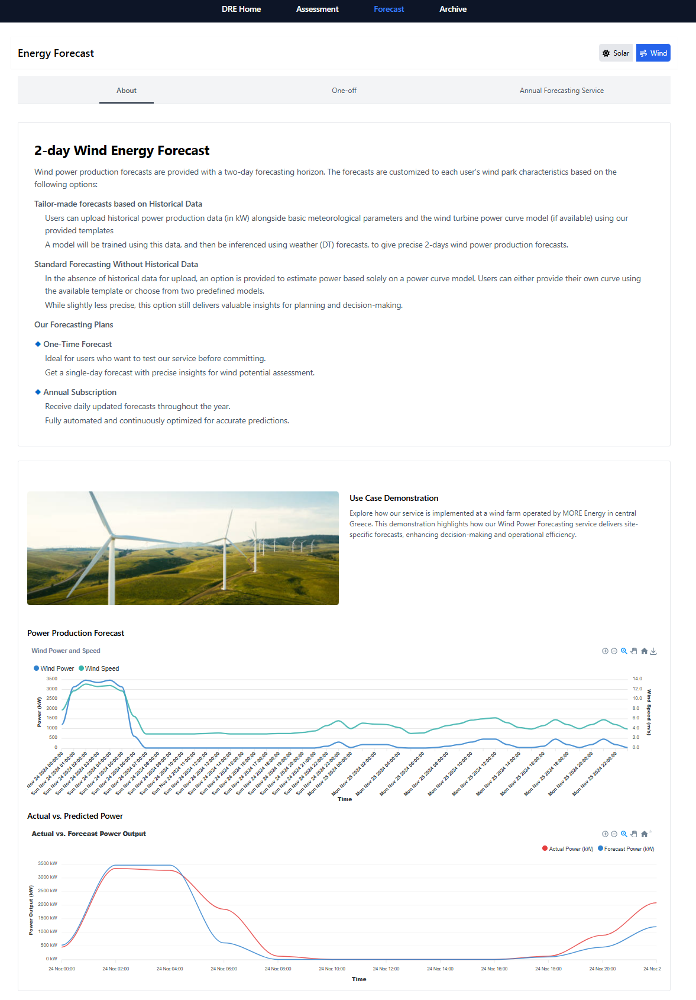 DRE Home Assessment Forecast Archive
Energy Forecast
Solar Wind
About One-off Annual Forecasting Service
2-day Wind Energy Forecast
Wind power production forecasts are provided with a two-day forecasting horizon. The forecasts are customized to each user's wind park characteristics based on the
following options:
Tailor-made forecasts based on Historical Data
Users can upload historical power production data (in kW) alongside basic meteorological parameters and the wind turbine power curve model (if available) using our
provided templates
A model will be trained using this data, and then be inferenced using weather (DT) forecasts, to give precise 2-days wind power production forecasts.
Standard Forecasting Without Historical Data
In the absence of historical data for upload, an option is provided to estimate power based solely on a power curve model. Users can either provide their own curve using
the available template or choose from two predefined models.
While slightly less precise, this option still delivers valuable insights for planning and decision-making.
Our Forecasting Plans
One-Time Forecast
Ideal for users who want to test our service before committing.
Get a single-day forecast with precise insights for wind potential assessment.
Annual Subscription
Receive daily updated forecasts throughout the year.
Fully automated and continuously optimized for accurate predictions.
Use Case Demonstration
Explore how our service is implemented at a wind farm operated by MORE Energy in central
Greece. This demonstration highlights how our Wind Power Forecasting service delivers site-
specific forecasts, enhancing decision-making and operational efficiency.
Power Production Forecast
Wind Power and Speed
Wind Power Wind Speed
Power (kW)
3500
3000
2500
2000
1500
1000
500
0
14.0
12.0
10.0
8.0
6.0
4.0
2.0
0.0
Wind Speed (m/s)
Nov 24 2024 00:00:00
Sun Nov 24 2024 01:00:00
Sun Nov 24 2024 02:00:00
Sun Nov 24 2024 03:00:00
Sun Nov 24 2024 04:00:00
Sun Nov 24 2024 05:00:00
Sun Nov 24 2024 06:00:00
Sun Nov 24 2024 07:00:00
Sun Nov 24 2024 08:00:00
Sun Nov 24 2024 09:00:00
Sun Nov 24 2024 10:00:00
Sun Nov 24 2024 11:00:00
Sun Nov 24 2024 12:00:00
Sun Nov 24 2024 13:00:00
Sun Nov 24 2024 14:00:00
Sun Nov 24 2024 15:00:00
Sun Nov 24 2024 16:00:00
Sun Nov 24 2024 17:00:00
Sun Nov 24 2024 18:00:00
Sun Nov 24 2024 19:00:00
Sun Nov 24 2024 20:00:00
Sun Nov 24 2024 21:00:00
Sun Nov 24 2024 22:00:00
Sun Nov 24 2024 23:00:00
Mon Nov 25 2024 00:00:00
Mon Nov 25 2024 02:00:00
Mon Nov 25 2024 04:00:00
Mon Nov 25 2024 06:00:00
Mon Nov 25 2024 08:00:00
Mon Nov 25 2024 10:00:00
Mon Nov 25 2024 12:00:00
Mon Nov 25 2024 14:00:00
Mon Nov 25 2024 16:00:00
Mon Nov 25 2024 18:00:00
Mon Nov 25 2024 20:00:00
Mon Nov 25 2024 22:00:00
Time
Actual vs. Predicted Power
Actual vs. Forecast Power Output
Actual Power (kW) Forecast Power (kW)
Power Output (kW)
3500 kW
3000 kW
2500 kW
2000 kW
1500 kW
1000 kW
500 kW
0 kW
24 Νοε 00:00 24 Νοε 02:00 24 Νοε 04:00 24 Νοε 06:00 24 Νοε 08:00 24 Νοε 10:00 24 Νοε 12:00 24 Νοε 14:00 24 Νοε 16:00 24 Νοε 18:00 24 Νοε 20:00 24 Νοε 2
Time